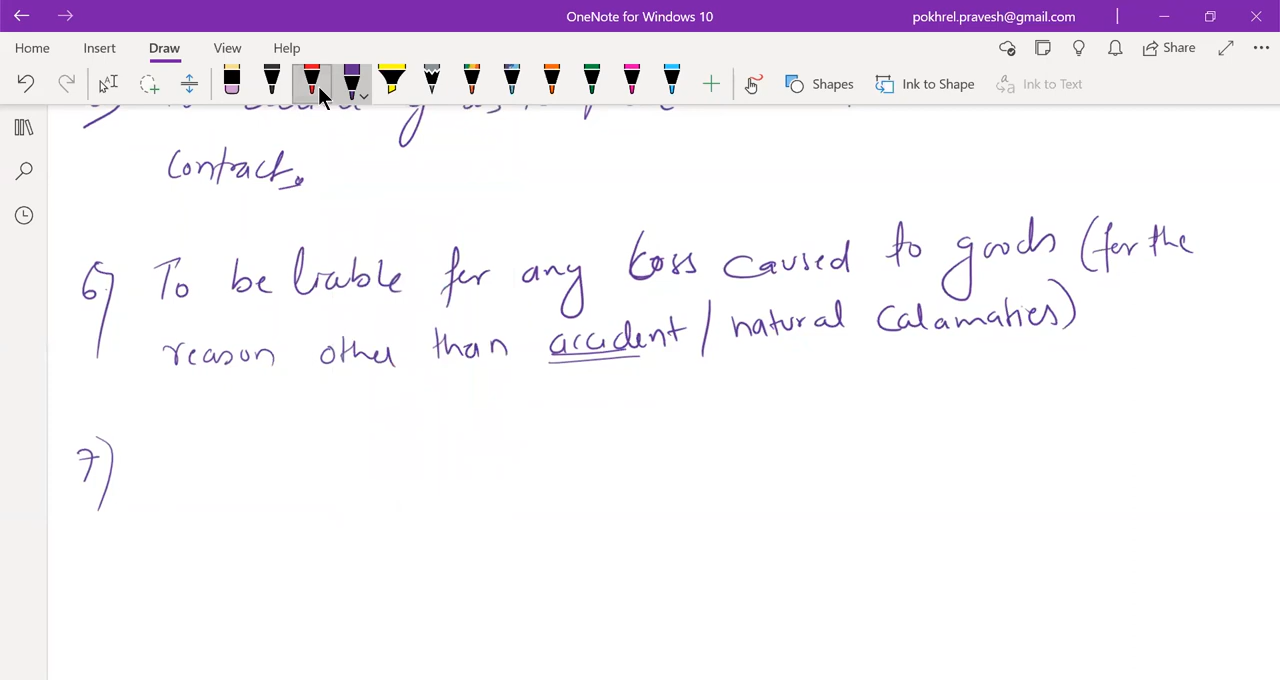 OneNote for Windows 10
pokhrel.pravesh@gmail.com
Home Insert Draw View Help
Share
Shapes
Ink to Shape
Ink to Text
contract.
6) To be liable for any loss caused to goods (for the
reason other than accident / natural calamaties)
7)